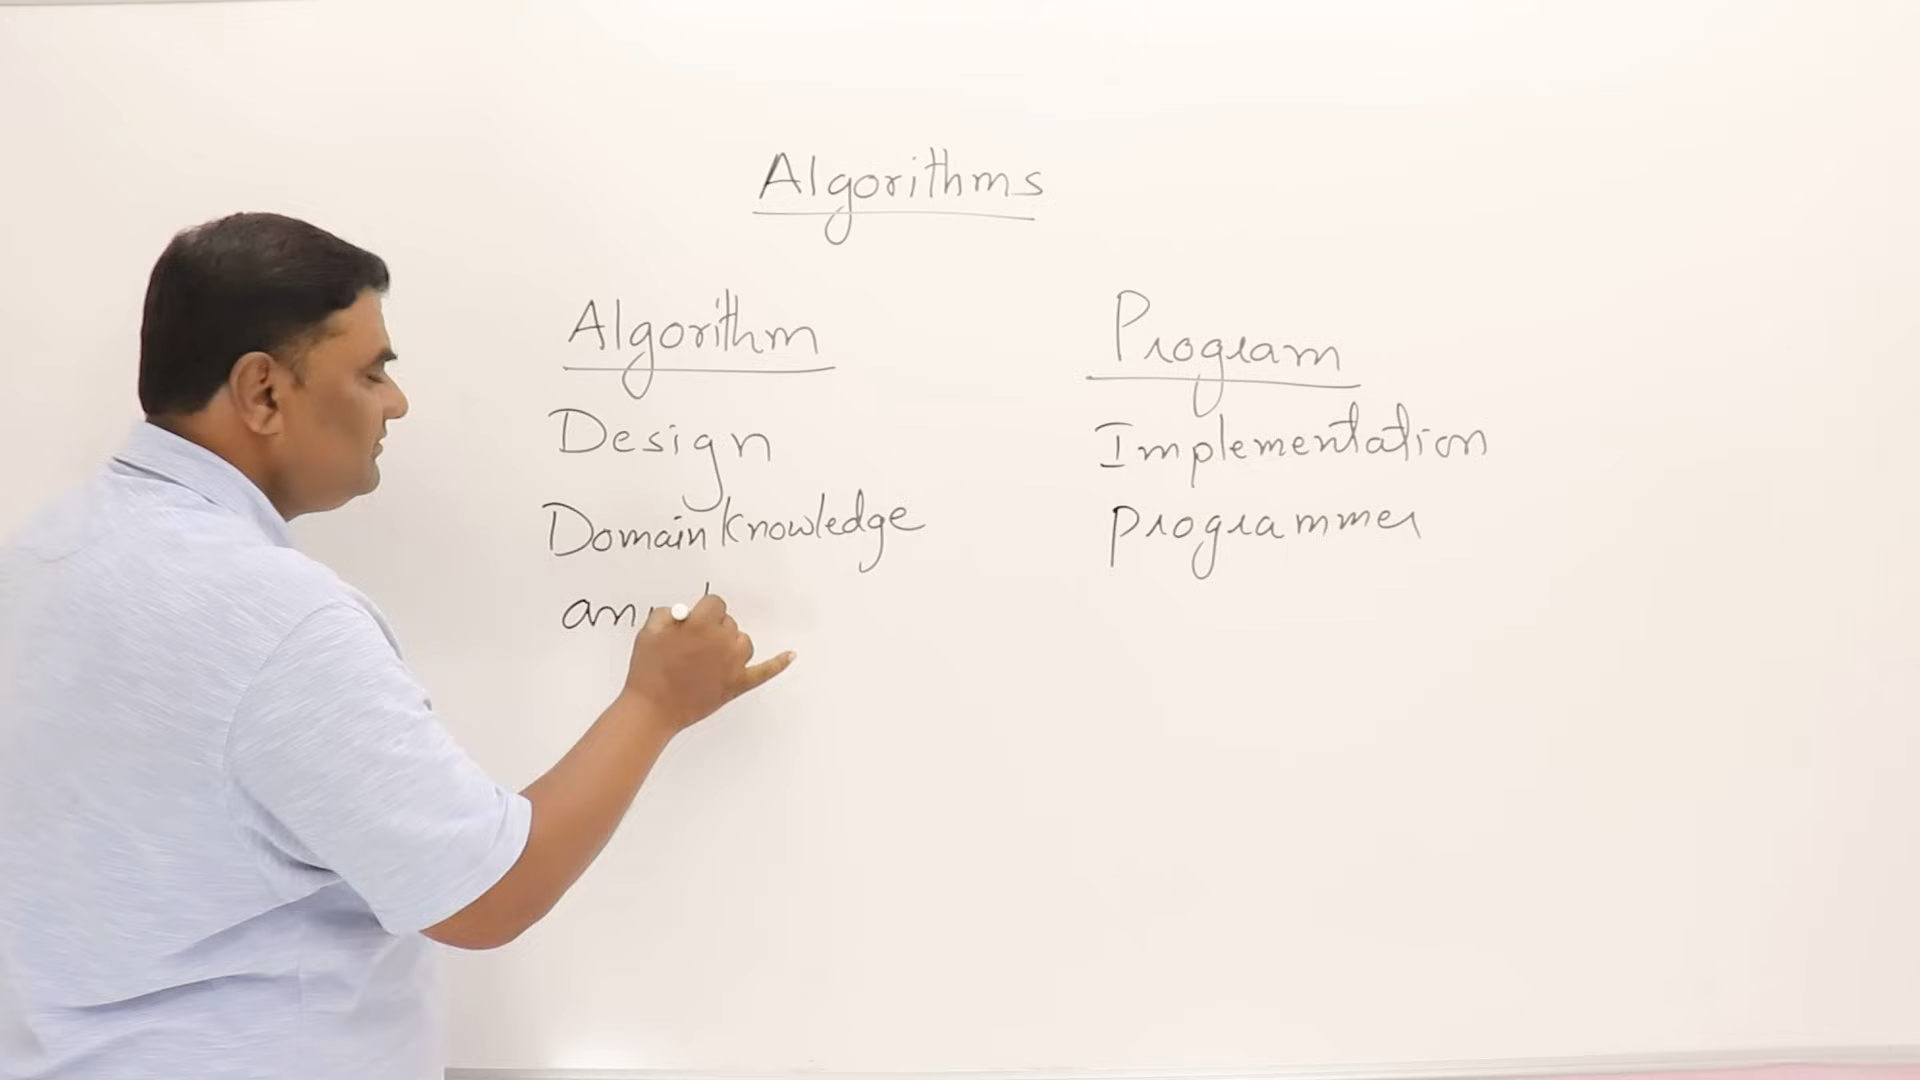 Algorithms
Algorithm Program
Design Implementation
Domain Knowledge Programmer